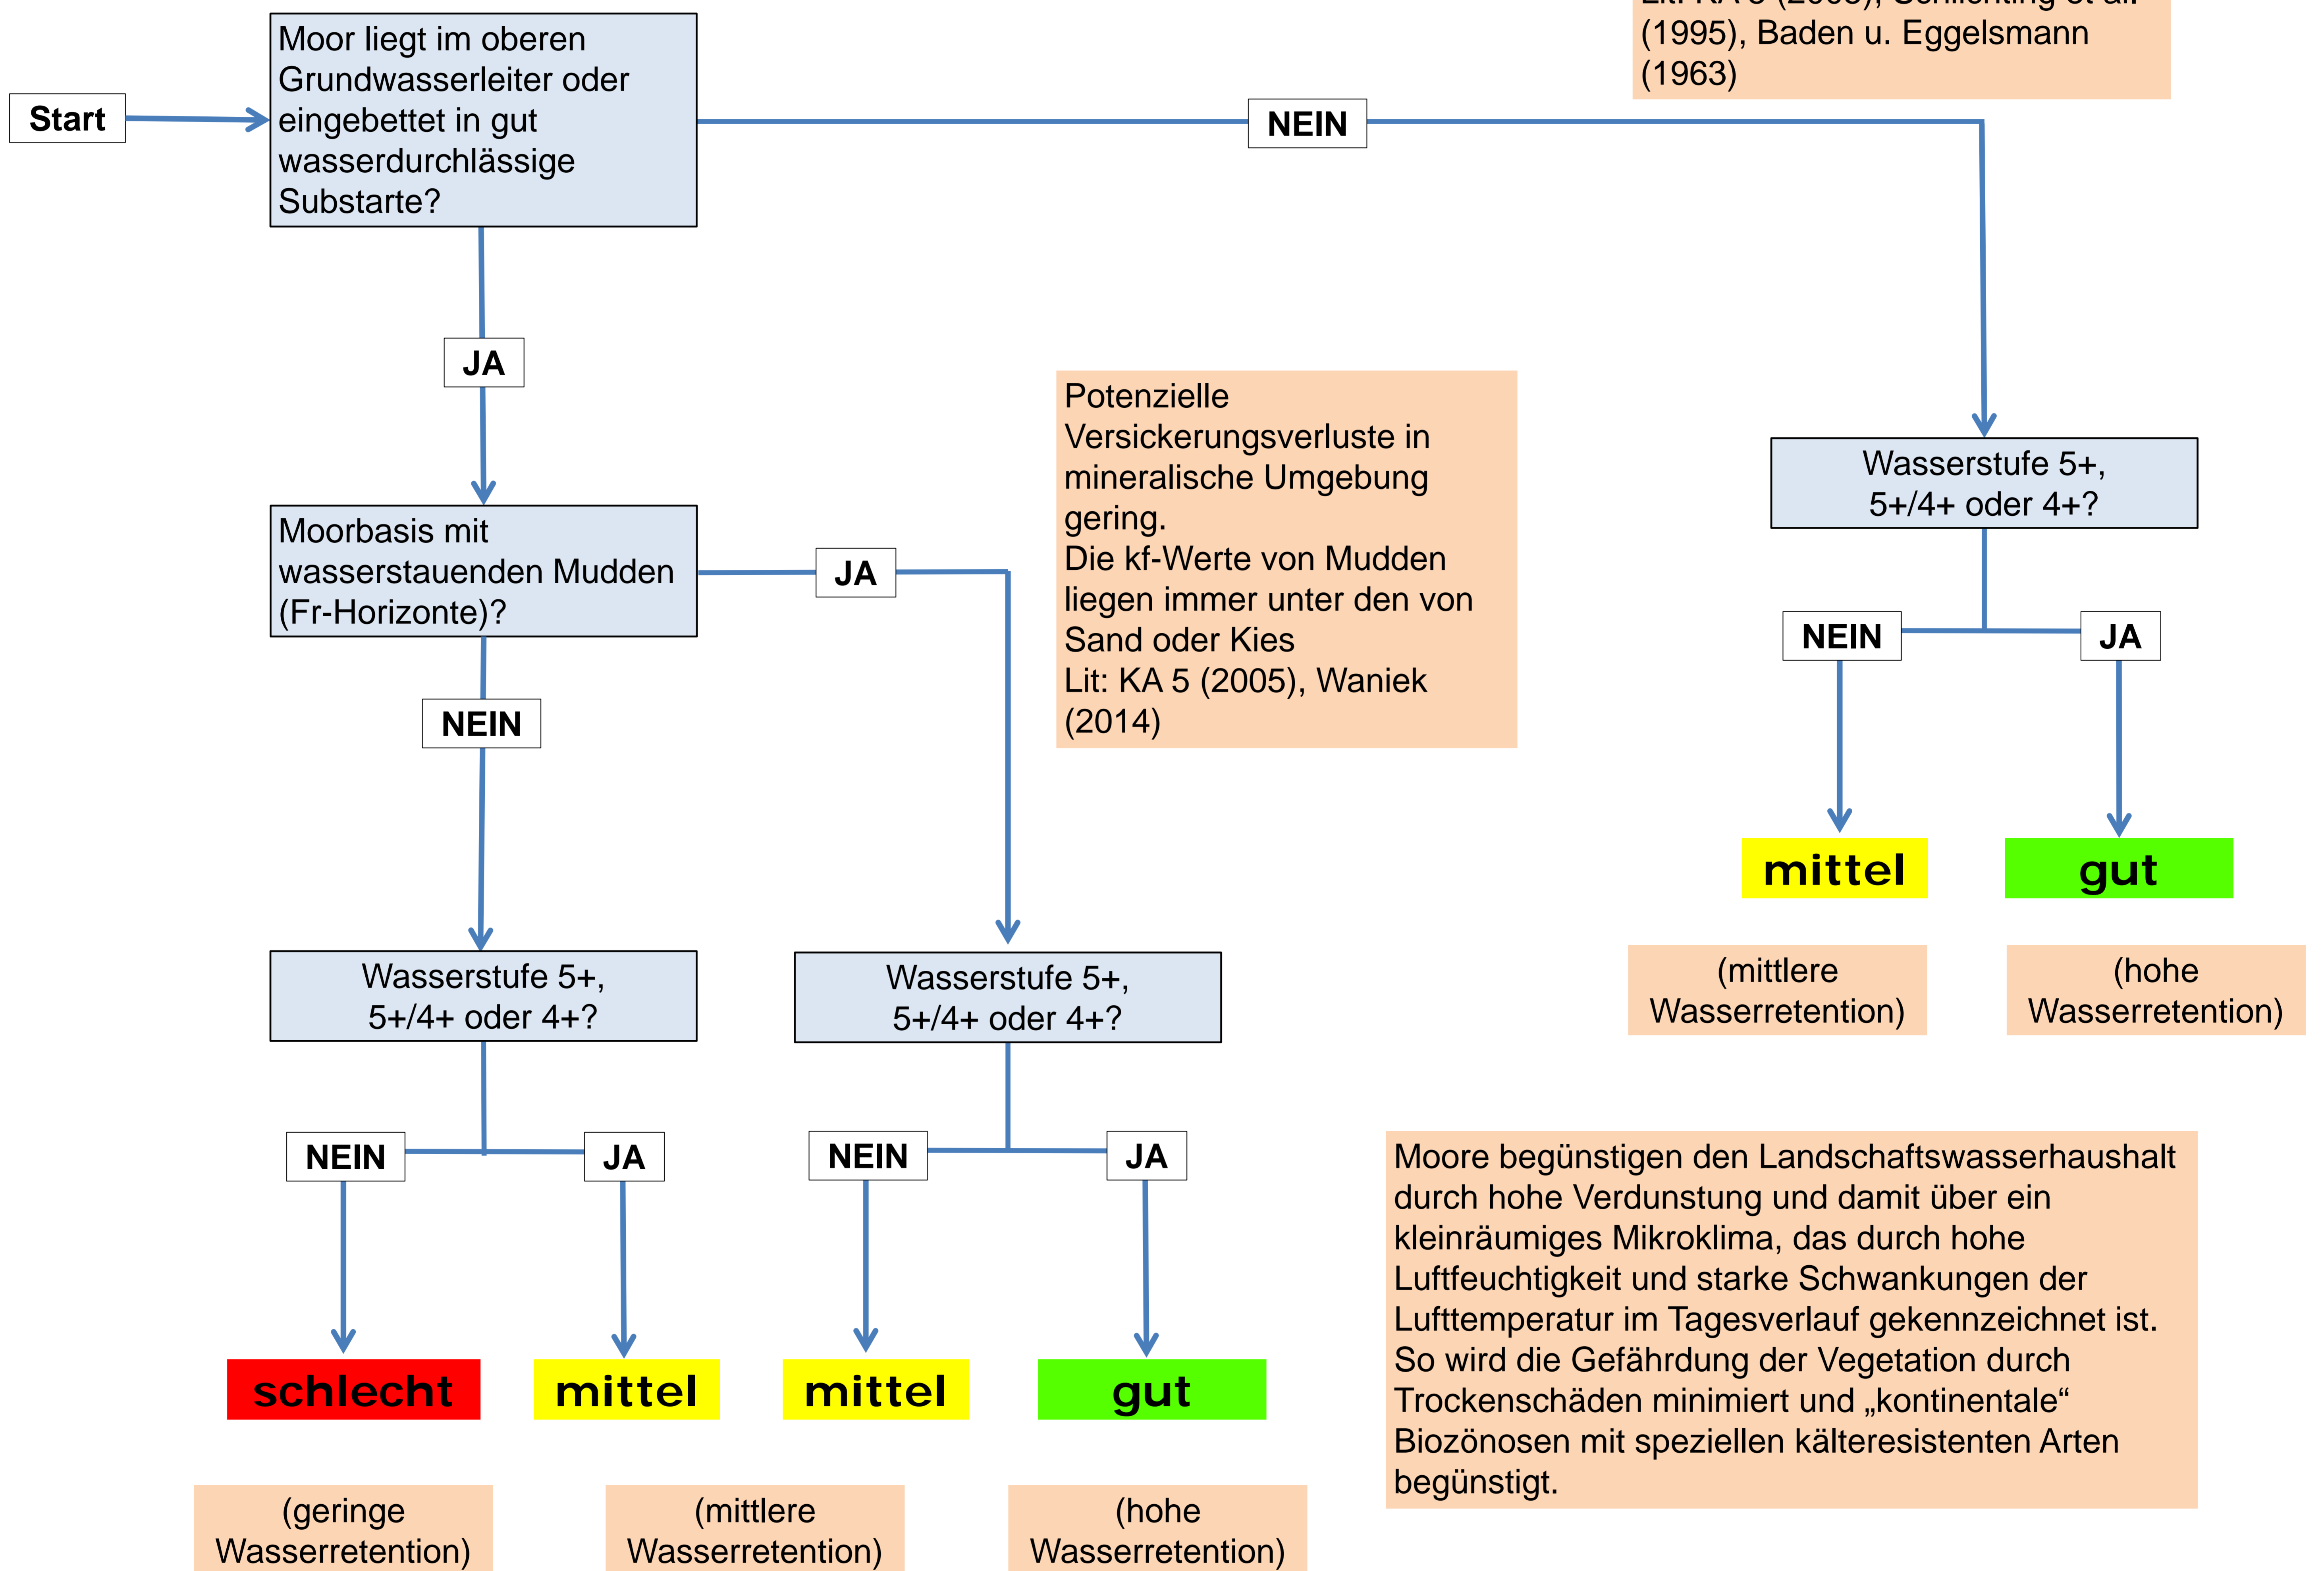 (1995), Baden u. Eggelsmann
(1963)
Start
Moor liegt im oberen
Grundwasserleiter oder
eingebettet in gut
wasserdurchlässige
Substarte?
NEIN
JA
Potenzielle
Versickerungsverluste in
mineralische Umgebung
gering.
Die kf-Werte von Mudden
liegen immer unter den von
Sand oder Kies
Lit: KA 5 (2005), Waniek
(2014)
Wasserstufe 5+,
5+/4+ oder 4+?
NEIN
JA
mittel
gut
(mittlere
Wasserretention)
(hohe
Wasserretention)
Moorbasis mit
wasserstauenden Mudden
(Fr-Horizonte)?
JA
NEIN
Wasserstufe 5+,
5+/4+ oder 4+?
Wasserstufe 5+,
5+/4+ oder 4+?
NEIN
JA
NEIN
JA
schlecht
mittel
mittel
gut
(geringe
Wasserretention)
(mittlere
Wasserretention)
(hohe
Wasserretention)
Moore begünstigen den Landschaftswasserhaushalt
durch hohe Verdunstung und damit über ein
kleinräumiges Mikroklima, das durch hohe
Luftfeuchtigkeit und starke Schwankungen der
Lufttemperatur im Tagesverlauf gekennzeichnet ist.
So wird die Gefährdung der Vegetation durch
Trockenschäden minimiert und „kontinentale“
Biozönosen mit speziellen kälteresistenten Arten
begünstigt.